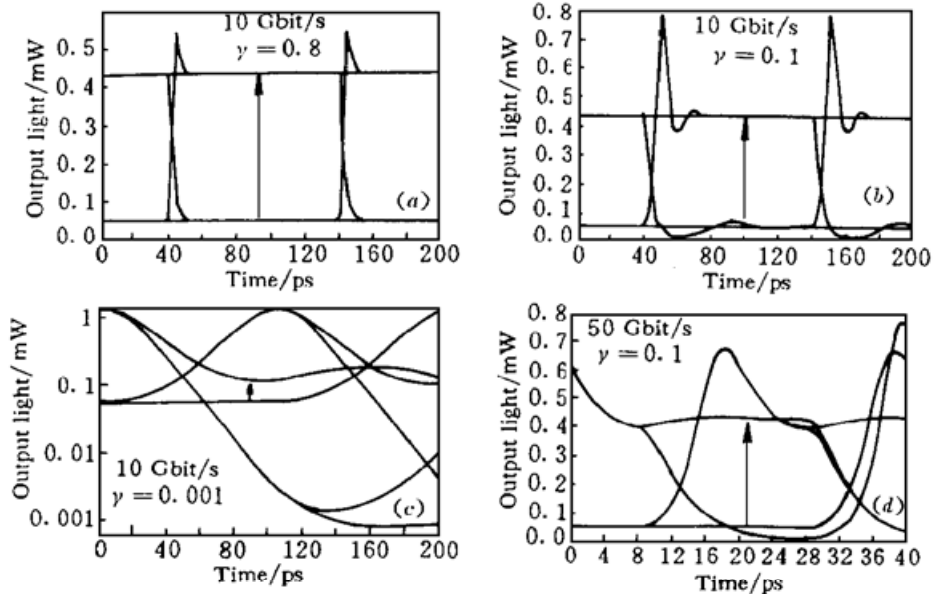 10 Gbit/s
γ = 0.8
Output light/mW
0.5
0.4
0.3
0.2
0.1
0.0
(a)
0 40 80 120 160 200
Time/ps
10 Gbit/s
γ = 0.1
Output light/mW
0.8
0.7
0.6
0.5
0.4
0.3
0.2
0.1
0.0
(b)
0 40 80 120 160 200
Time/ps
Output light/mW
1
0.1
0.01
0.001
10 Gbit/s
γ = 0.001
(c)
0 40 80 120 160 200
Time/ps
50 Gbit/s
γ = 0.1
Output light/mW
0.8
0.7
0.6
0.5
0.4
0.3
0.2
0.1
0.0
(d)
0 4 8 12 16 21 24 28 32 36 40
Time/ps